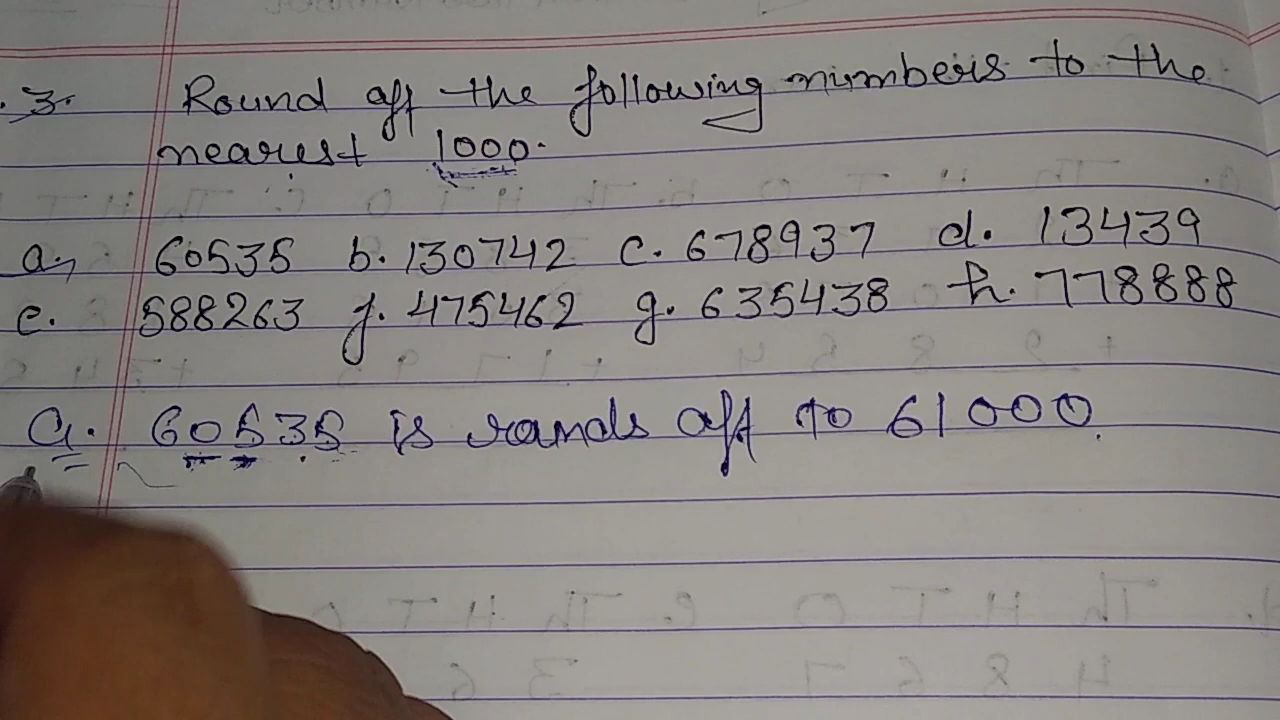 3. Round off the following numbers to the
nearest 1000.
a, 60535 b. 130742 c. 678937 d. 13439
e. 588263 f. 475462 g. 635438 h. 778888
a. 60535 is rounds off to 61000.